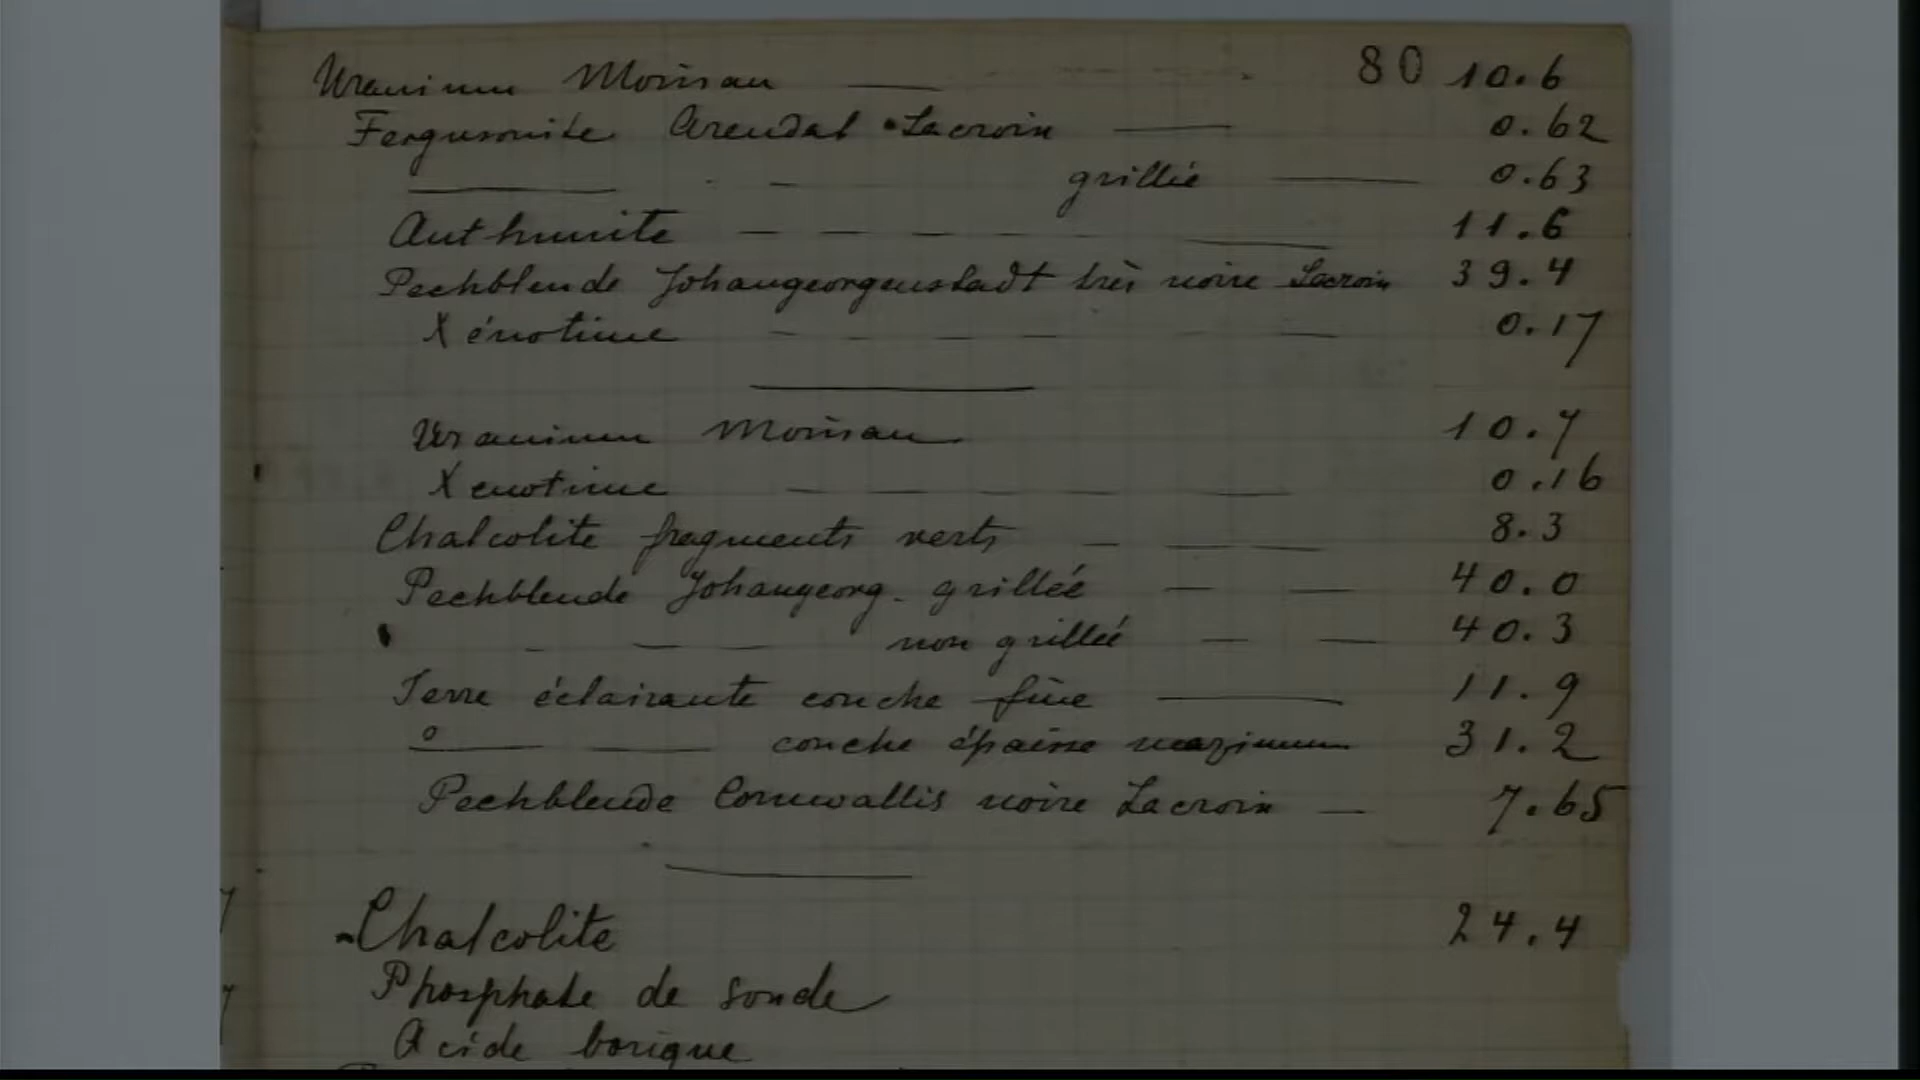 Uranium Moissan — 80 10.6
Fergusonite Arendal Lacroix — 0.62
— - - grillée — 0.63
Authunite - - - - — 11.6
Pechblende Johangeorgenstadt très noire Lacroix 39.4
Xénotime - - - - 0.17
Uranium Moissan 10.7
Xenotime - - - - - 0.16
Chalcolite fragments verts - - - 8.3
Pechblende Johangeorg. grillée - - 40.0
- - - non grillée - - 40.3
Terre éclairante couche fine — 11.9
— — couche épaisse maximum 31.2
Pechblende Cornwallis noire Lacroix — 7.65
Chalcolite 24.4
Phosphate de soude
Acide borique